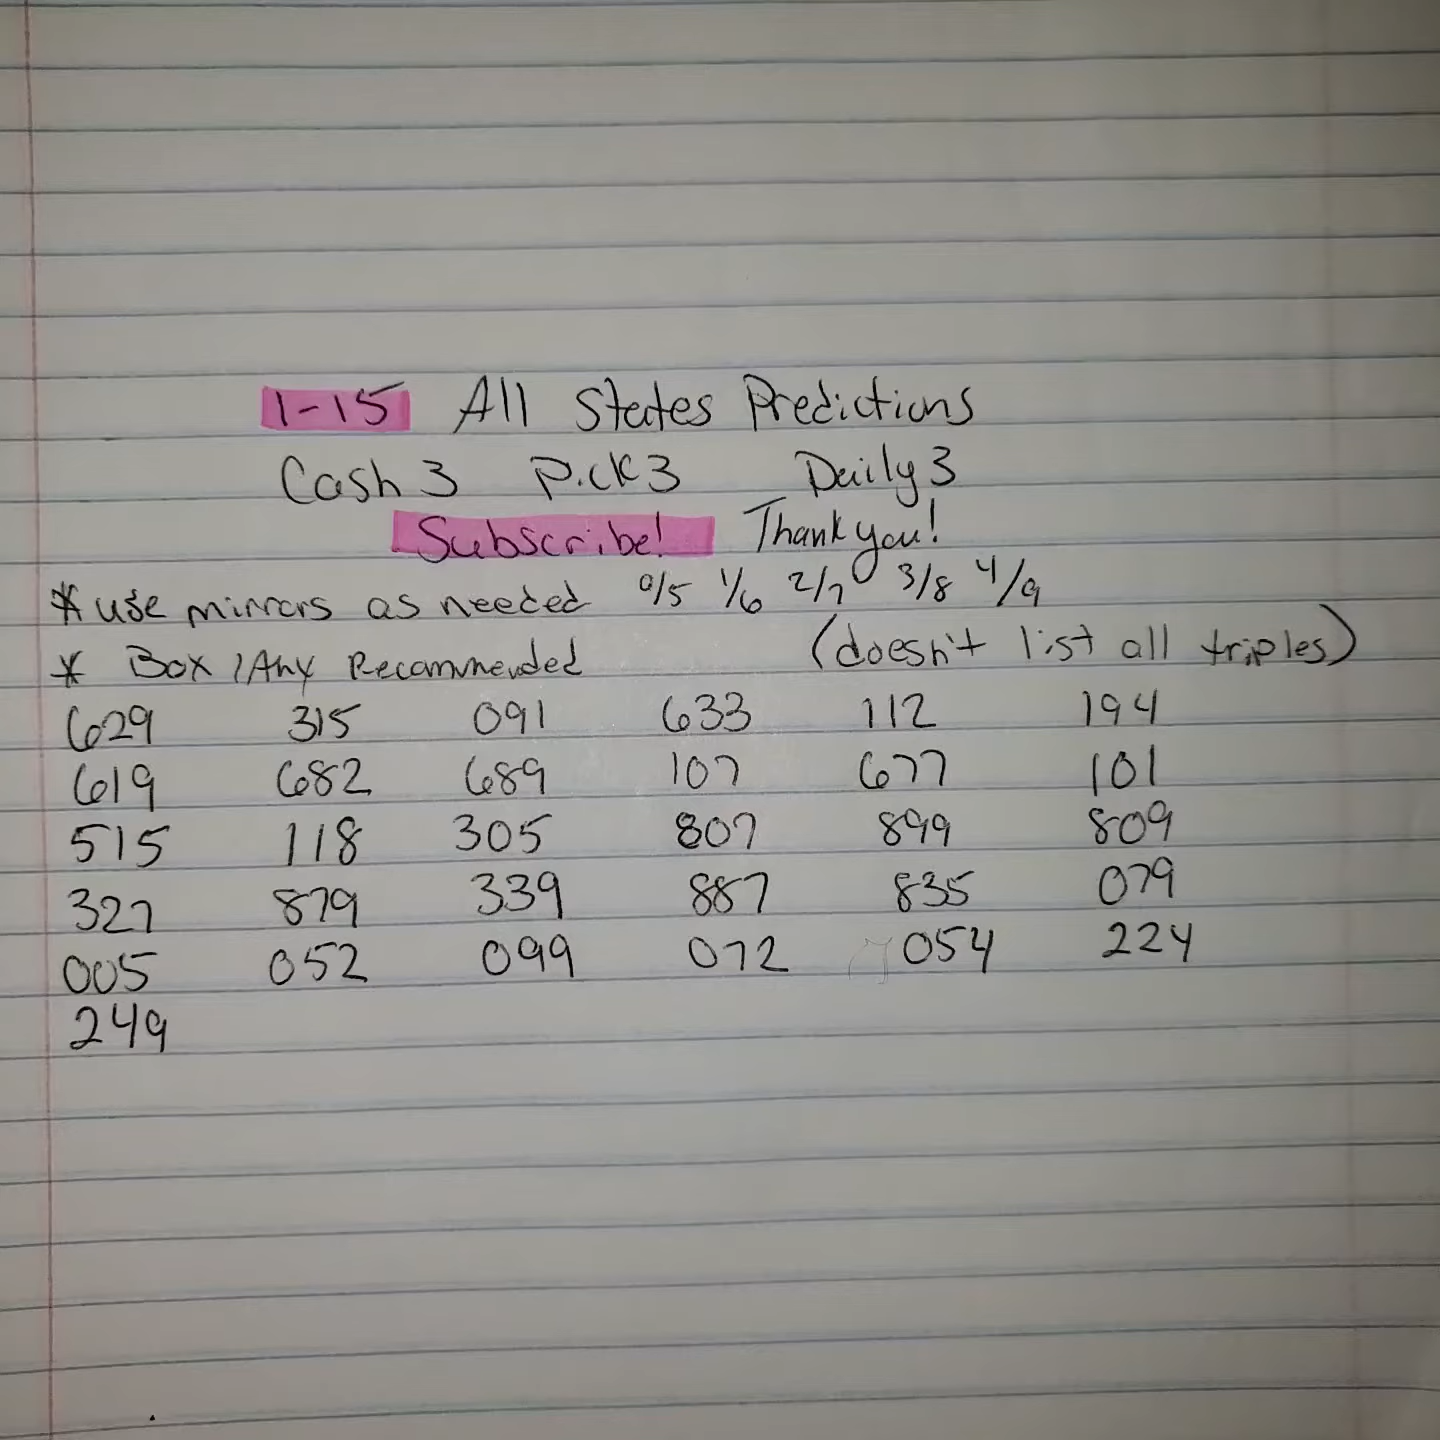 1-15 All States Predictions
Cash 3 Pick 3 Daily 3
Subscribe! Thank you!
* use mirrors as needed 0/5 1/6 2/7 3/8 4/9
* Box / Any Recommended (doesn't list all triples)
629 315 091 633 112 194
619 682 689 107 677 101
515 118 305 807 899 809
327 879 339 887 835 079
005 052 099 072 054 224
249